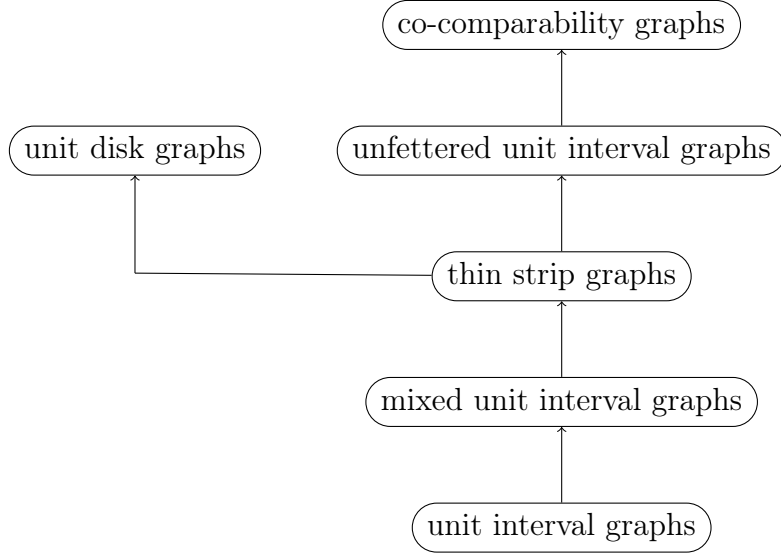 co-comparability graphs
unit disk graphs
unfettered unit interval graphs
thin strip graphs
mixed unit interval graphs
unit interval graphs